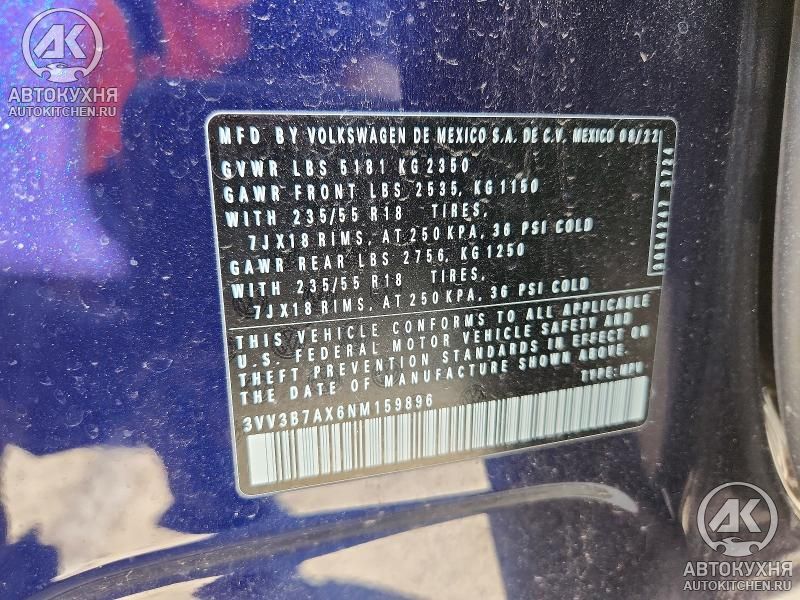 АВТОКУХНЯ
AUTOKITCHEN.RU
MFD BY VOLKSWAGEN DE MEXICO S.A. DE C.V. MEXICO 08/22
GVWR LBS 5181 KG 2350
GAWR FRONT LBS 2535, KG 1150
WITH 235/55 R18 TIRES,
7JX18 RIMS, AT 250 KPA, 36 PSI COLD
GAWR REAR LBS 2756, KG 1250
WITH 235/55 R18 TIRES,
7JX18 RIMS, AT 250 KPA, 36 PSI COLD
THIS VEHICLE CONFORMS TO ALL APPLICABLE
U.S. FEDERAL MOTOR VEHICLE SAFETY AND
THEFT PREVENTION STANDARDS IN EFFECT ON
THE DATE OF MANUFACTURE SHOWN ABOVE.
TYPE: MPV
3VV3B7AX6NM159896
AK
АВТОКУХНЯ
AUTOKITCHEN.RU